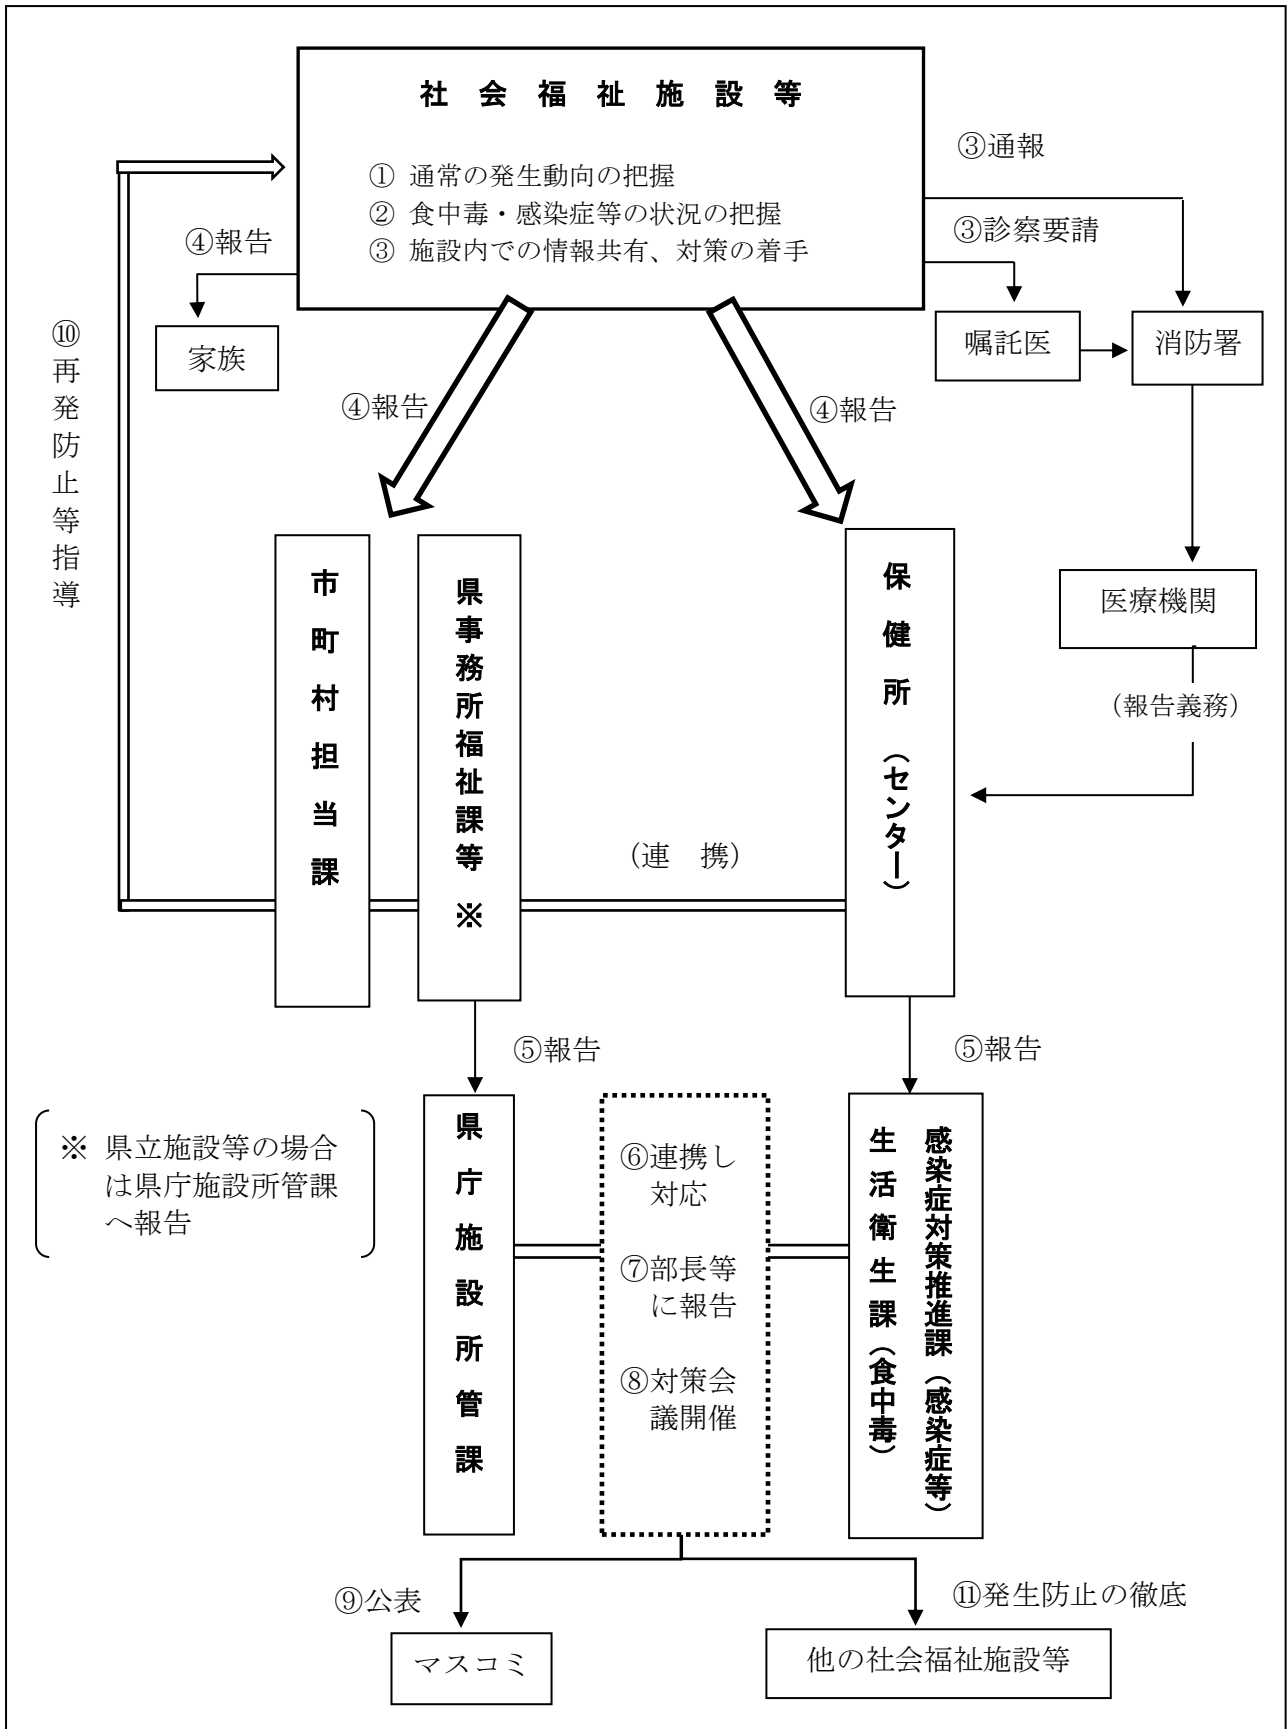 社会福祉施設等
① 通常の発生動向の把握
② 食中毒・感染症等の状況の把握
③ 施設内での情報共有、対策の着手
③通報
③診察要請
④報告
家族
嘱託医
消防署
⑩再発防止等指導
④報告
④報告
医療機関
（報告義務）
市町村担当課
県事務所福祉課等※
保健所（センター）
（連　携）
⑤報告
⑤報告
※ 県立施設等の場合
は県庁施設所管課
へ報告
県庁施設所管課
⑥連携し
対応
⑦部長等
に報告
⑧対策会
議開催
感染症対策推進課（感染症等）
生活衛生課（食中毒）
⑨公表
マスコミ
⑪発生防止の徹底
他の社会福祉施設等